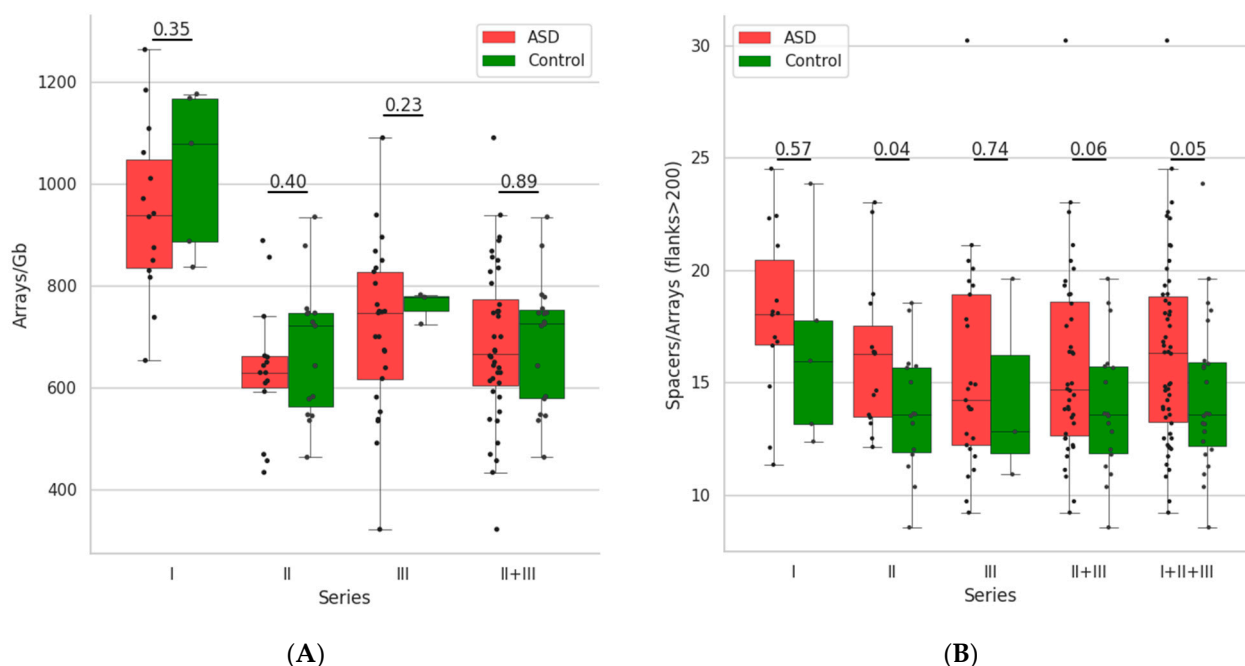 ASD
Control
0.35
0.40
0.23
0.89
1200
1000
800
600
400
Arrays/Gb
I
II
III
II+III
Series
(A)
ASD
Control
0.57
0.04
0.74
0.06
0.05
30
25
20
15
10
Spacers/Arrays (flanks>200)
I
II
III
II+III
I+II+III
Series
(B)